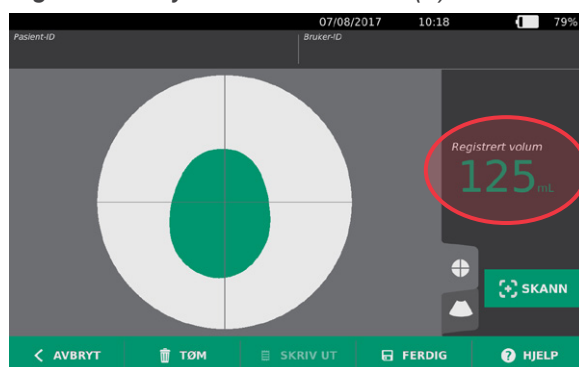 07/08/2017 10:18 79%
Pasient-ID Bruker-ID
Registrert volum
125 mL
SKANN
AVBRYT TØM SKRIV UT FERDIG HJELP